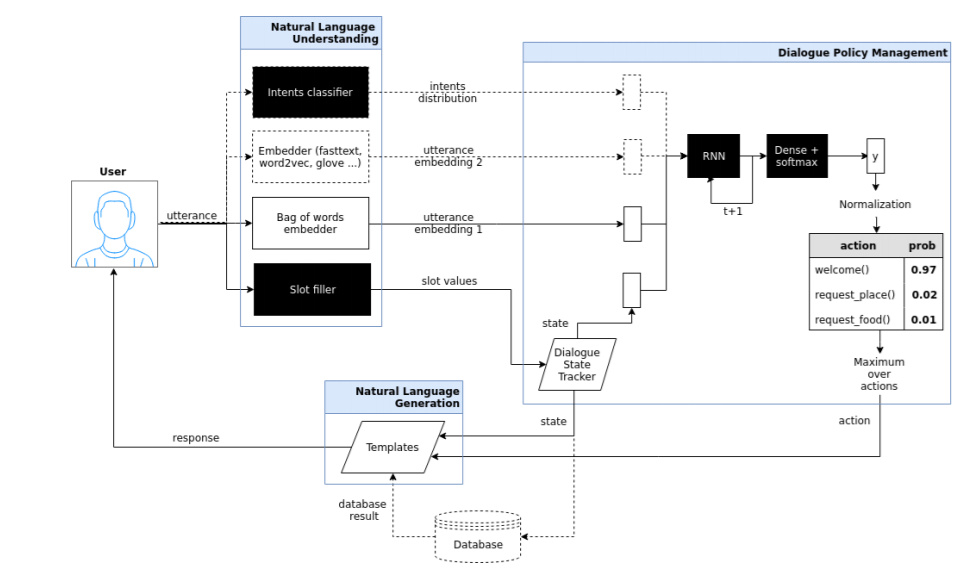 Natural Language
Understanding
Dialogue Policy Management
Intents classifier
intents
distribution
Embedder (fasttext,
word2vec, glove ...)
utterance
embedding 2
RNN
Dense +
softmax
y
t+1
User
utterance
Bag of words
embedder
utterance
embedding 1
Normalization
action prob
welcome() 0.97
request_place() 0.02
request_food() 0.01
Slot filler
slot values
state
Dialogue
State
Tracker
Maximum
over
actions
Natural Language
Generation
state
action
response
Templates
database
result
Database